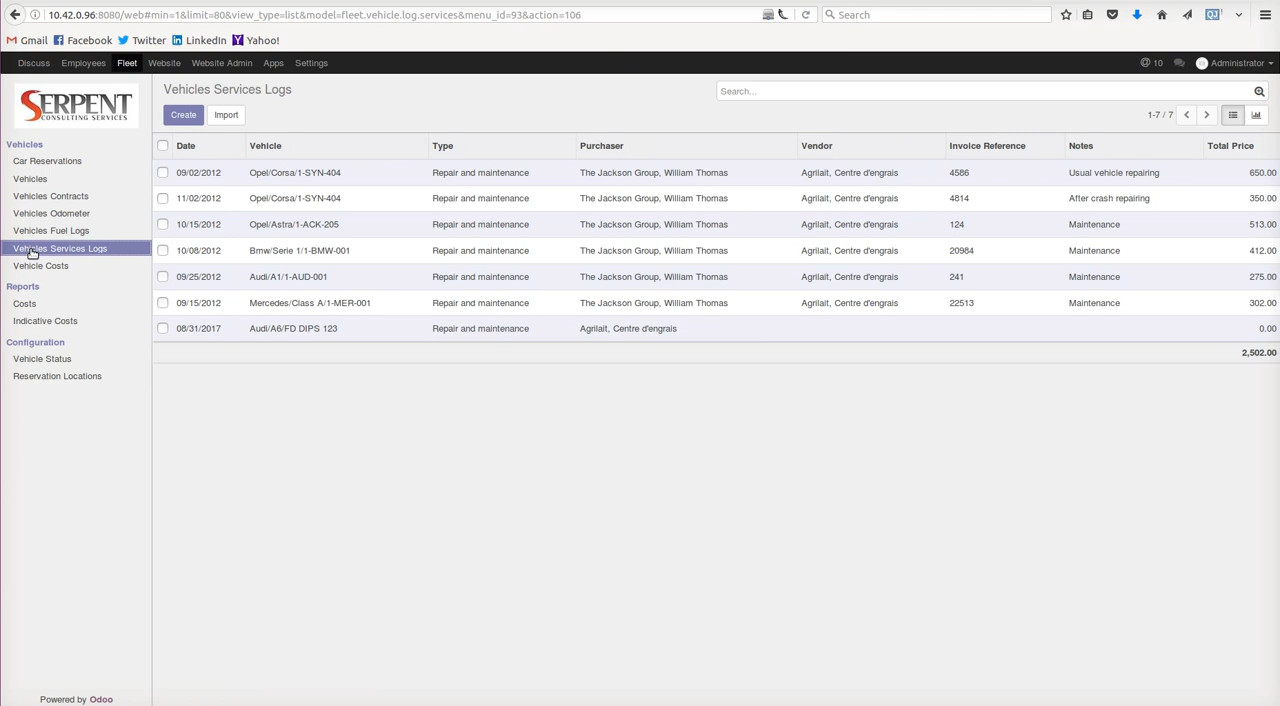 10.42.0.96:8080/web#min=1&limit=80&view_type=list&model=fleet.vehicle.log.services&menu_id=93&action=106
Search
Gmail Facebook Twitter LinkedIn Yahoo!
Discuss Employees Fleet Website Website Admin Apps Settings @ 10 Administrator
SERPENT
CONSULTING SERVICES
Vehicles
Car Reservations
Vehicles
Vehicles Contracts
Vehicles Odometer
Vehicles Fuel Logs
Vehicles Services Logs
Vehicle Costs
Reports
Costs
Indicative Costs
Configuration
Vehicle Status
Reservation Locations
Powered by Odoo
Vehicles Services Logs
Search...
Create Import
1-7 / 7
Date Vehicle Type Purchaser Vendor Invoice Reference Notes Total Price
09/02/2012 Opel/Corsa/1-SYN-404 Repair and maintenance The Jackson Group, William Thomas Agrilait, Centre d'engrais 4586 Usual vehicle repairing 650.00
11/02/2012 Opel/Corsa/1-SYN-404 Repair and maintenance The Jackson Group, William Thomas Agrilait, Centre d'engrais 4814 After crash repairing 350.00
10/15/2012 Opel/Astra/1-ACK-205 Repair and maintenance The Jackson Group, William Thomas Agrilait, Centre d'engrais 124 Maintenance 513.00
10/08/2012 Bmw/Serie 1/1-BMW-001 Repair and maintenance The Jackson Group, William Thomas Agrilait, Centre d'engrais 20984 Maintenance 412.00
09/25/2012 Audi/A1/1-AUD-001 Repair and maintenance The Jackson Group, William Thomas Agrilait, Centre d'engrais 241 Maintenance 275.00
09/15/2012 Mercedes/Class A/1-MER-001 Repair and maintenance The Jackson Group, William Thomas Agrilait, Centre d'engrais 22513 Maintenance 302.00
08/31/2017 Audi/A6/FD DIPS 123 Repair and maintenance Agrilait, Centre d'engrais 0.00
2,502.00